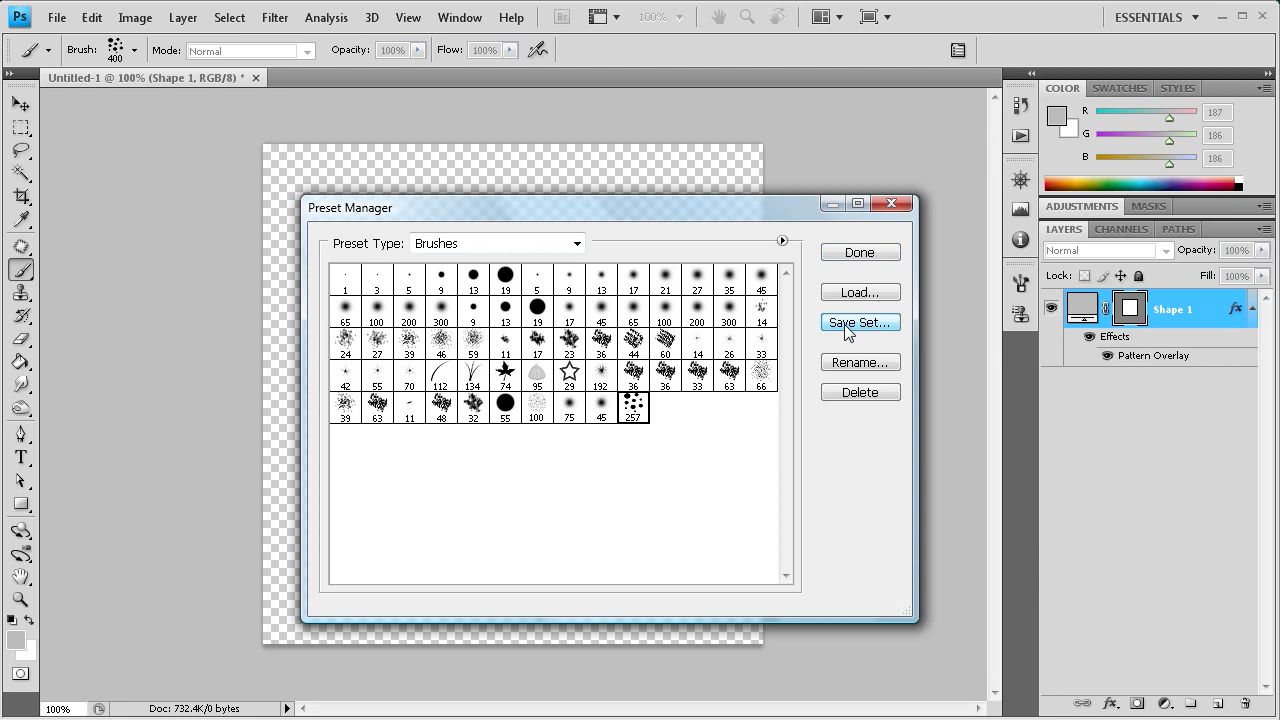 Ps File Edit Image Layer Select Filter Analysis 3D View Window Help Br 100% ESSENTIALS
Brush: 400 Mode: Normal Opacity: 100% Flow: 100%
Untitled-1 @ 100% (Shape 1, RGB/8) *
COLOR SWATCHES STYLES
R 187
G 186
B 186
ADJUSTMENTS MASKS
LAYERS CHANNELS PATHS
Normal Opacity: 100%
Lock: Fill: 100%
Shape 1 fx
Effects
Pattern Overlay
Preset Manager
Preset Type: Brushes
Done
Load...
Save Set...
Rename...
Delete
1 3 5 9 13 19 5 9 13 17 21 27 35 45
65 100 200 300 9 13 19 17 45 65 100 200 300 14
24 27 39 46 59 11 17 23 36 44 60 14 26 33
42 55 70 112 134 74 95 29 192 36 36 33 63 66
39 63 11 48 32 55 100 75 45 257
T
100% Doc: 732.4K/0 bytes
fx